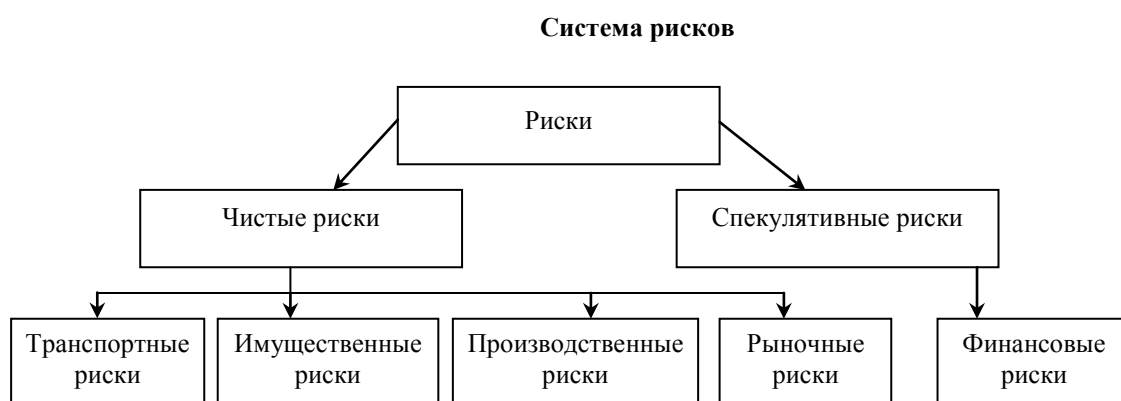 Система рисков
Риски
Чистые риски
Спекулятивные риски
Транспортные
риски
Имущественные
риски
Производственные
риски
Рыночные
риски
Финансовые
риски